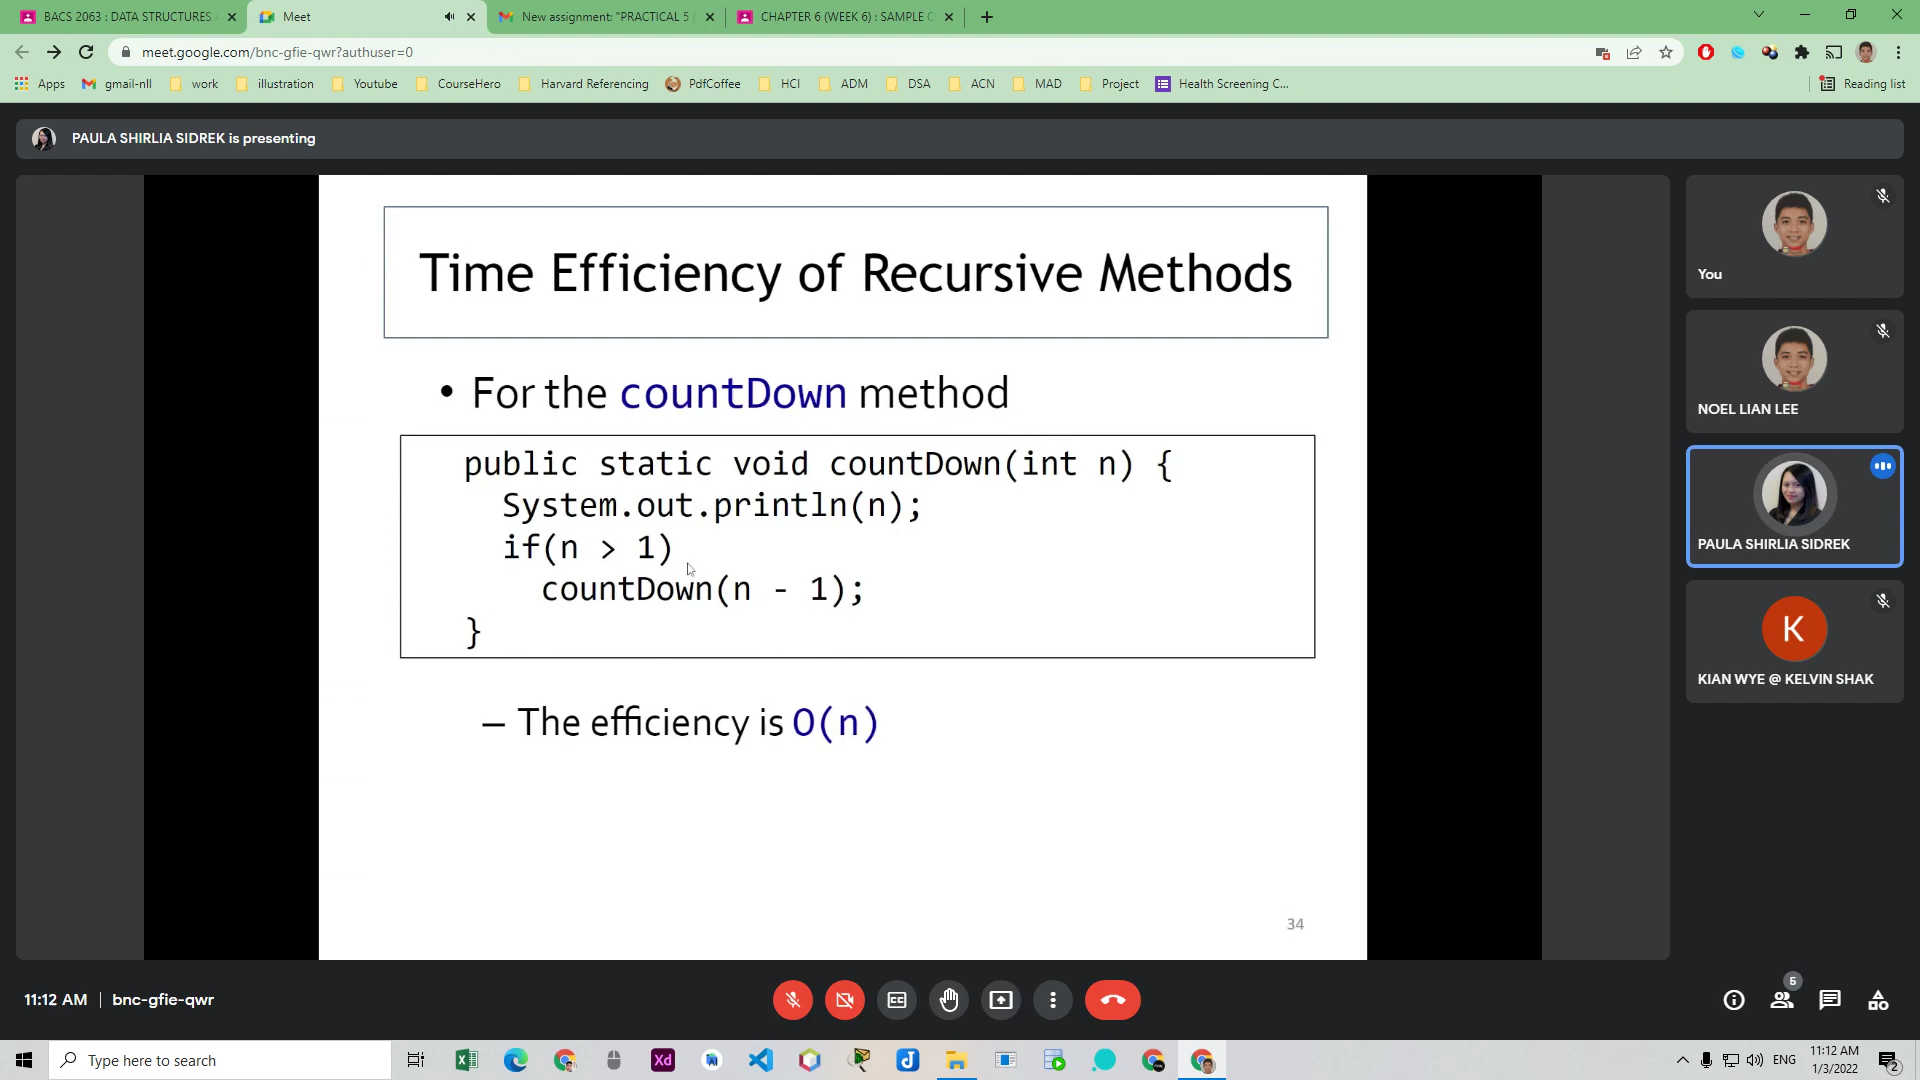 BACS 2063 : DATA STRUCTURES
Meet
New assignment: "PRACTICAL 5 (
CHAPTER 6 (WEEK 6) : SAMPLE C
meet.google.com/bnc-gfie-qwr?authuser=0
Apps
gmail-nll
work
illustration
Youtube
CourseHero
Harvard Referencing
PdfCoffee
HCI
ADM
DSA
ACN
MAD
Project
Health Screening C...
Reading list
PAULA SHIRLIA SIDREK is presenting
Time Efficiency of Recursive Methods
• For the countDown method
public static void countDown(int n) {
System.out.println(n);
if(n > 1)
countDown(n - 1);
}
– The efficiency is O(n)
34
You
NOEL LIAN LEE
PAULA SHIRLIA SIDREK
K
KIAN WYE @ KELVIN SHAK
11:12 AM | bnc-gfie-qwr
5
Type here to search
Xd
ENG
11:12 AM
1/3/2022
2